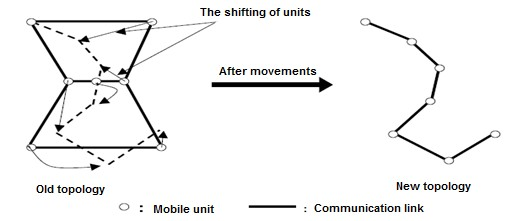 The shifting of units
After movements
Old topology
New topology
: Mobile unit
: Communication link